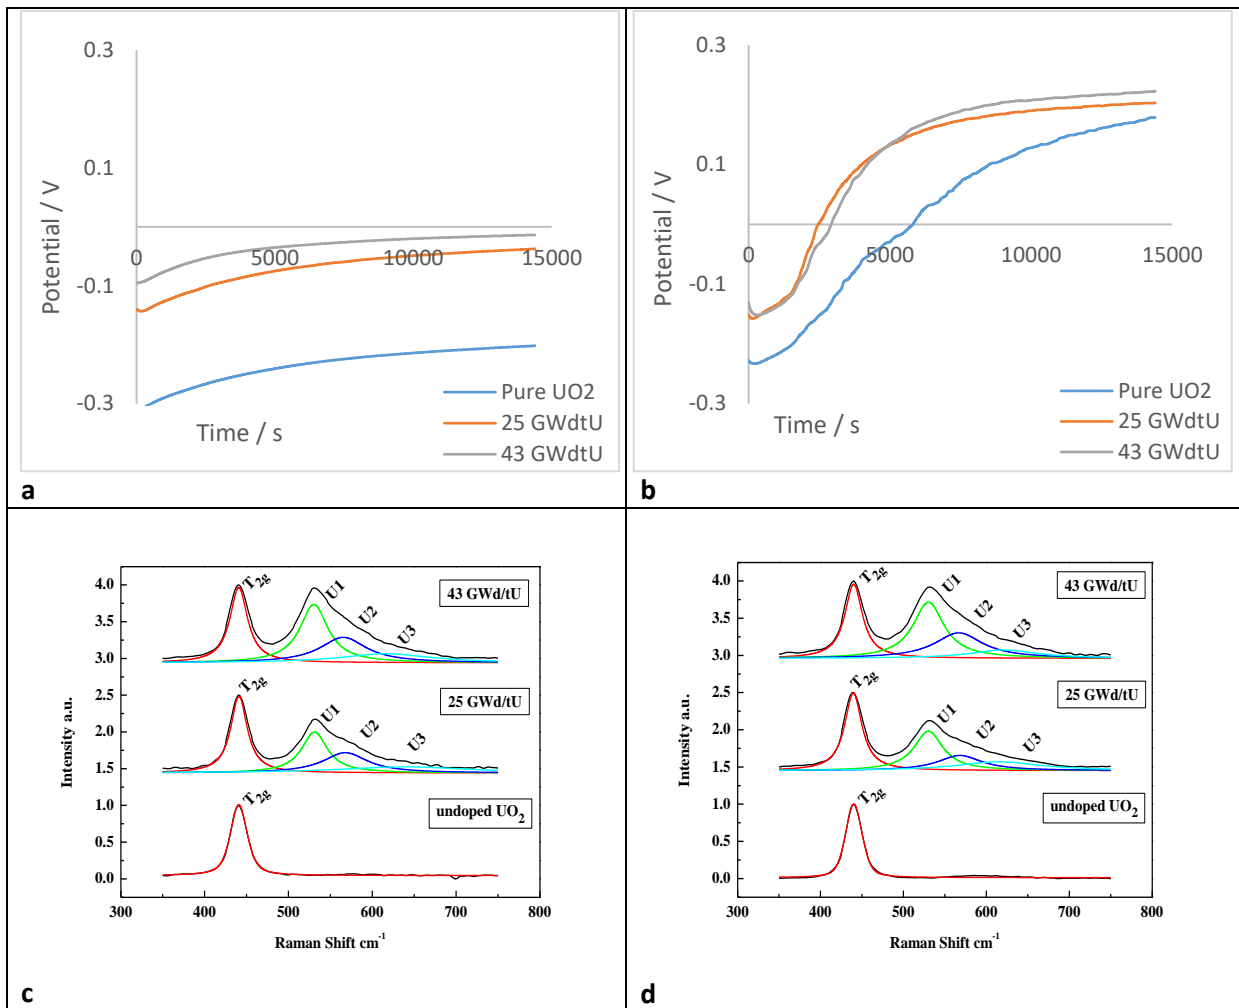 0.3
0.1
-0.1
-0.3
0
5000
10000
15000
Potential / V
Time / s
Pure UO2
25 GWdtU
43 GWdtU
a
0.3
0.1
-0.1
-0.3
0
5000
10000
15000
Potential / V
Time / s
Pure UO2
25 GWdtU
43 GWdtU
b
4.0
3.5
3.0
2.5
2.0
1.5
1.0
0.5
0.0
Intensity a.u.
T2g
U1
U2
U3
43 GWd/tU
T2g
U1
U2
U3
25 GWd/tU
T2g
undoped UO2
300
400
500
600
700
800
Raman Shift cm-1
c
4.0
3.5
3.0
2.5
2.0
1.5
1.0
0.5
0.0
Intensity a.u.
T2g
U1
U2
U3
43 GWd/tU
T2g
U1
U2
U3
25 GWd/tU
T2g
undoped UO2
300
400
500
600
700
800
Raman Shift cm-1
d